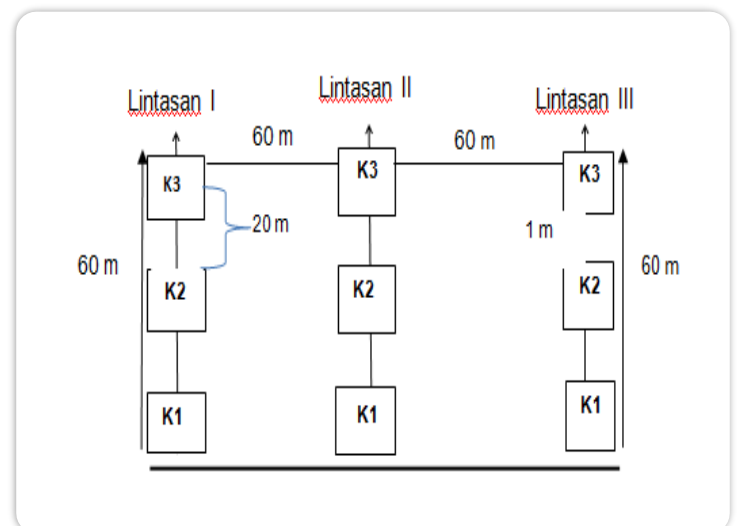 Lintasan I
Lintasan II
Lintasan III
60 m
60 m
K3
K3
K3
20 m
1 m
60 m
60 m
K2
K2
K2
K1
K1
K1